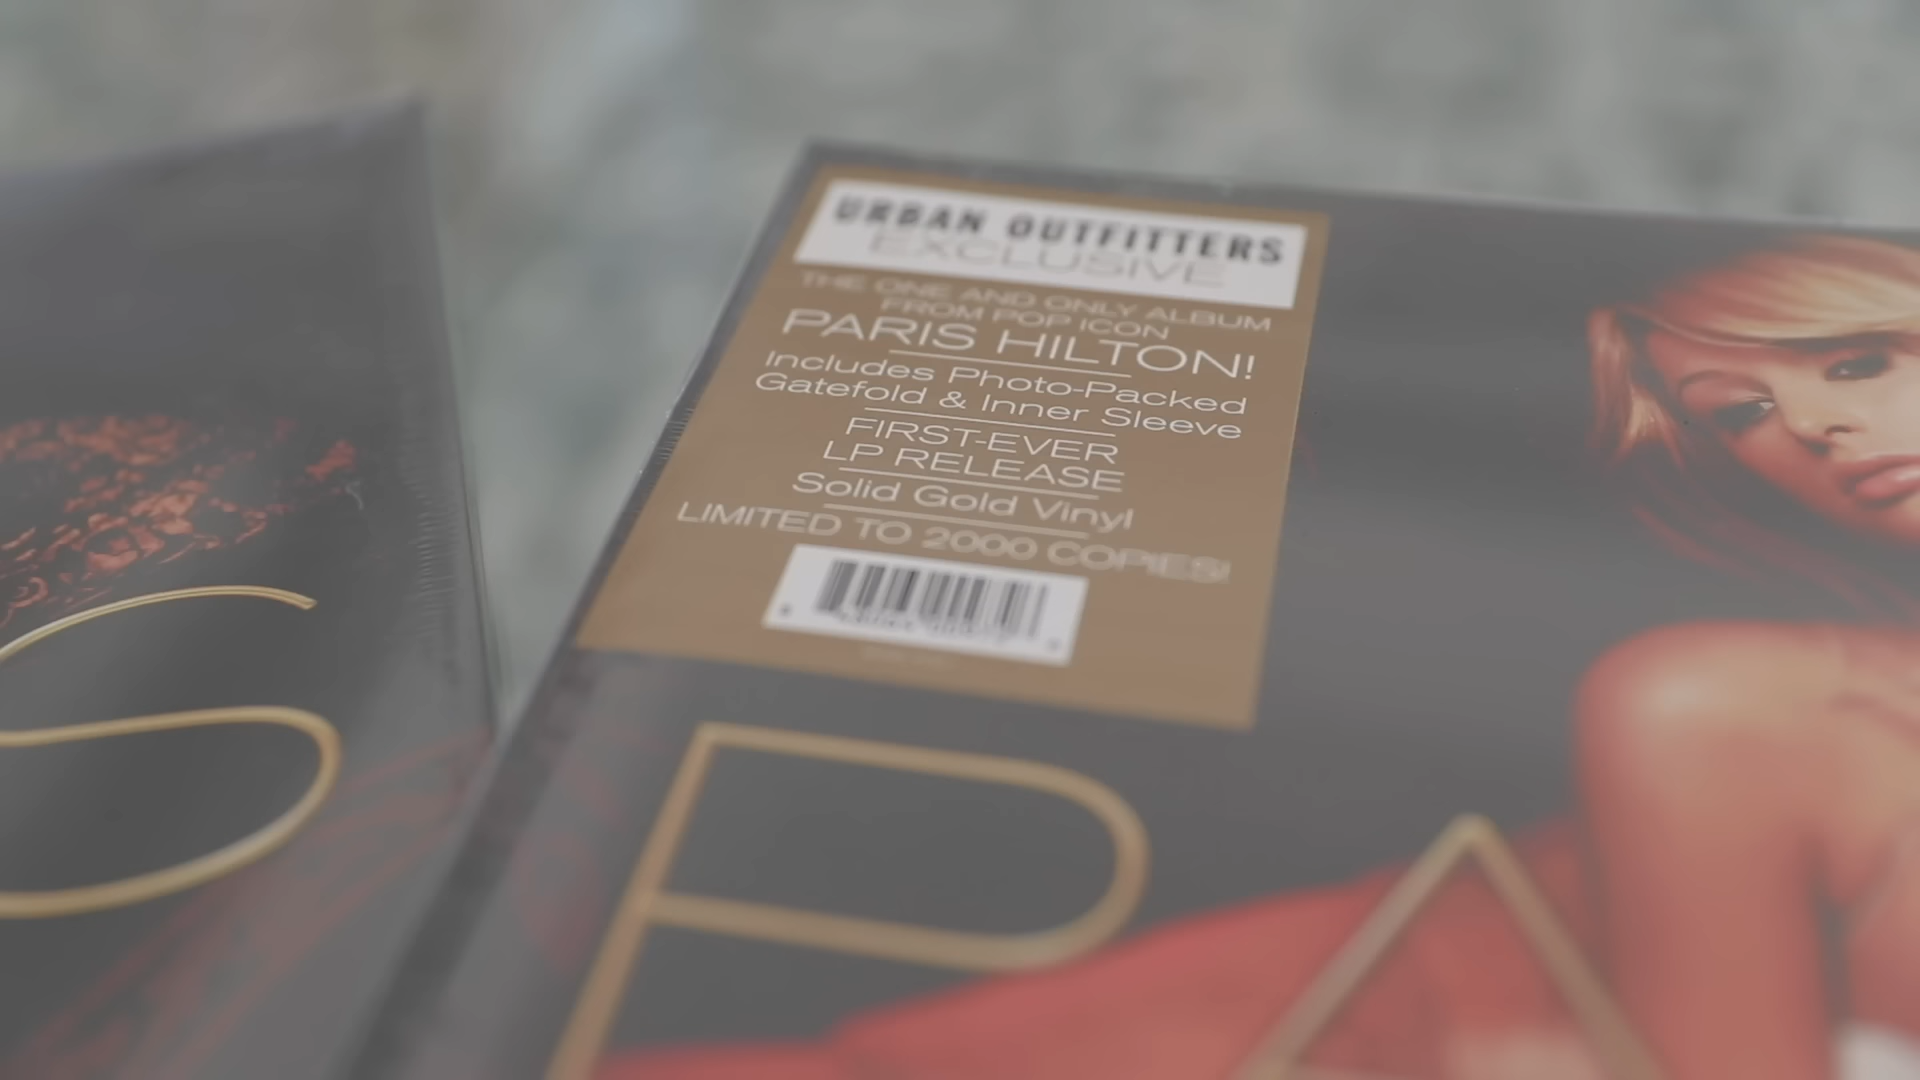 URBAN OUTFITTERS
EXCLUSIVE
THE ONE AND ONLY ALBUM
FROM POP ICON
PARIS HILTON!
Includes Photo-Packed
Gatefold & Inner Sleeve
FIRST-EVER
LP RELEASE
Solid Gold Vinyl
LIMITED TO 2000 COPIES!
S
PA